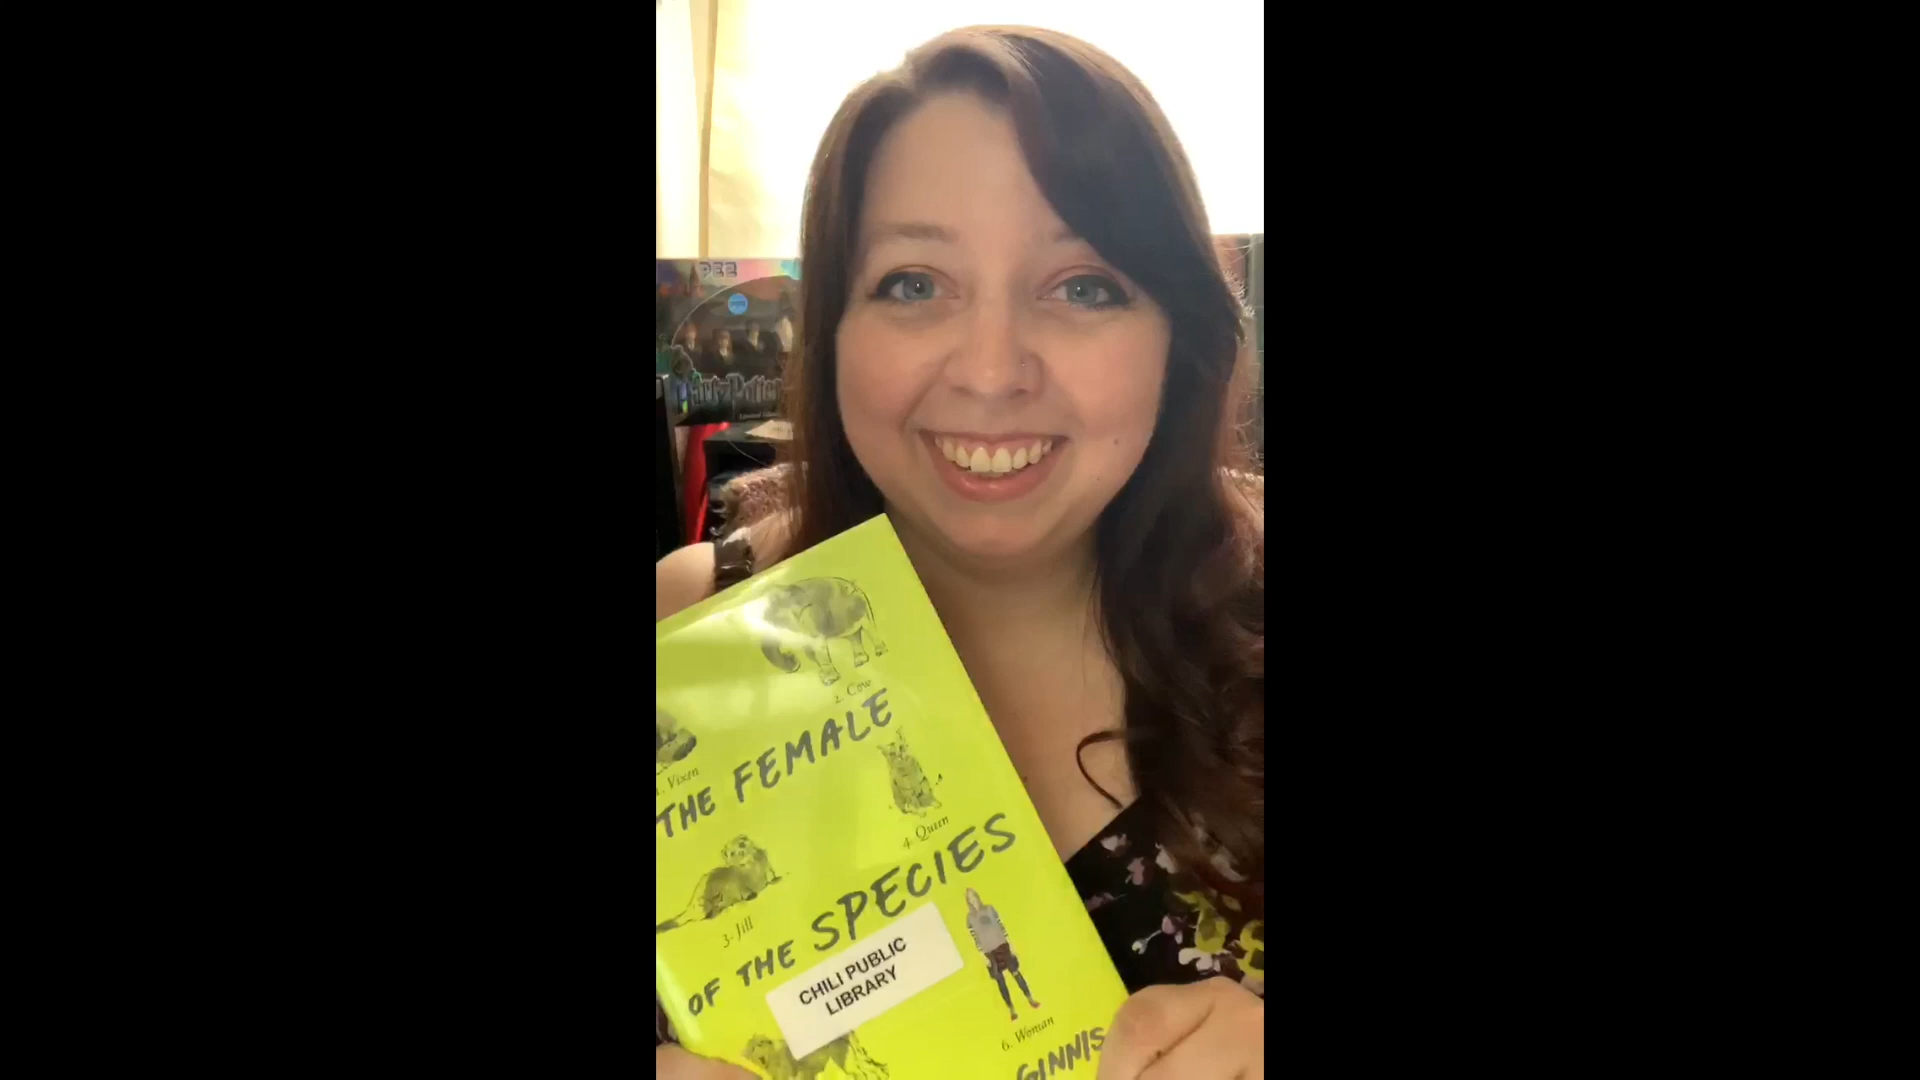 PEZ
Harry Potter
2. Cow
1. Vixen
THE FEMALE
4. Queen
3. Jill
OF THE SPECIES
CHILI PUBLIC
LIBRARY
6. Woman
GINNIS